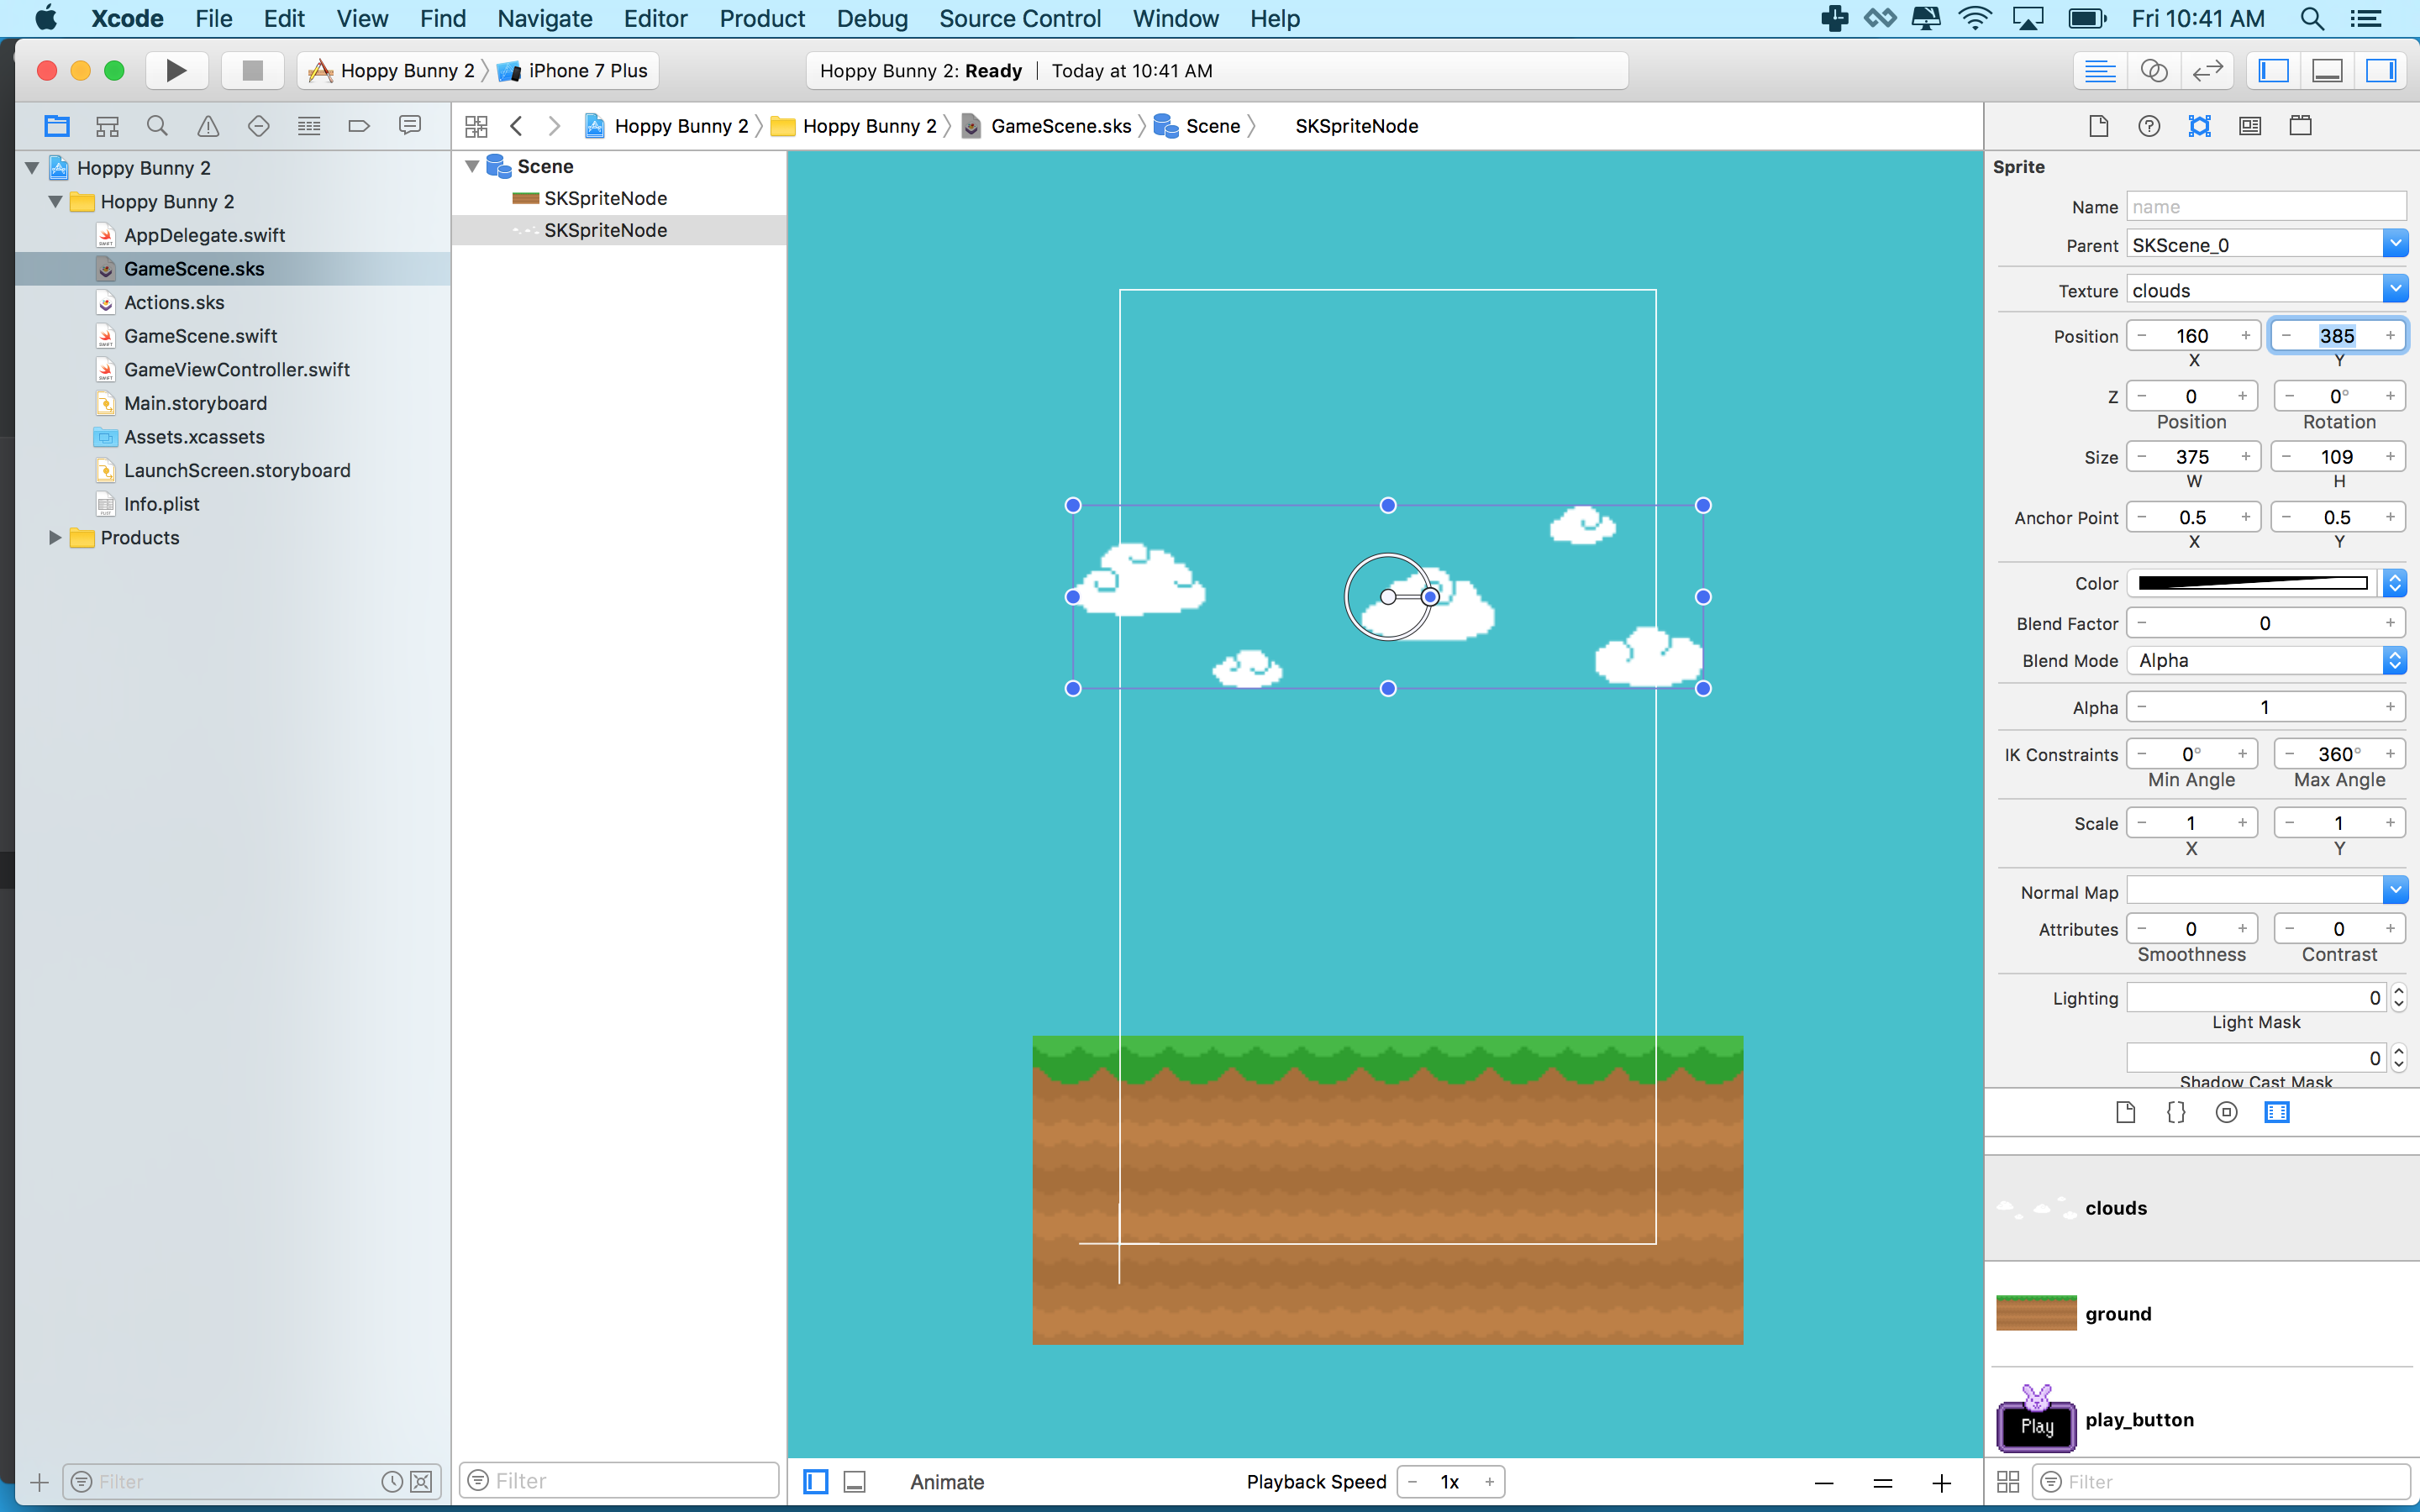 Xcode File Edit View Find Navigate Editor Product Debug Source Control Window Help Fri 10:41 AM
Hoppy Bunny 2 iPhone 7 Plus Hoppy Bunny 2: Ready Today at 10:41 AM
Hoppy Bunny 2 Hoppy Bunny 2 GameScene.sks Scene SKSpriteNode
Hoppy Bunny 2
Hoppy Bunny 2
AppDelegate.swift
GameScene.sks
Actions.sks
GameScene.swift
GameViewController.swift
Main.storyboard
Assets.xcassets
LaunchScreen.storyboard
Info.plist
Products
Filter
Scene
SKSpriteNode
SKSpriteNode
Filter
Animate
Playback Speed − 1x +
Sprite
Name name
Parent SKScene_0
Texture clouds
Position − 160 + − 385 +
X Y
Z − 0 + − 0° +
Position Rotation
Size − 375 + − 109 +
W H
Anchor Point − 0.5 + − 0.5 +
X Y
Color
Blend Factor − 0 +
Blend Mode Alpha
Alpha − 1 +
IK Constraints − 0° + − 360° +
Min Angle Max Angle
Scale − 1 + − 1 +
X Y
Normal Map
Attributes − 0 + − 0 +
Smoothness Contrast
Lighting 0
Light Mask
0
Shadow Cast Mask
{}
clouds
ground
Play play_button
Filter